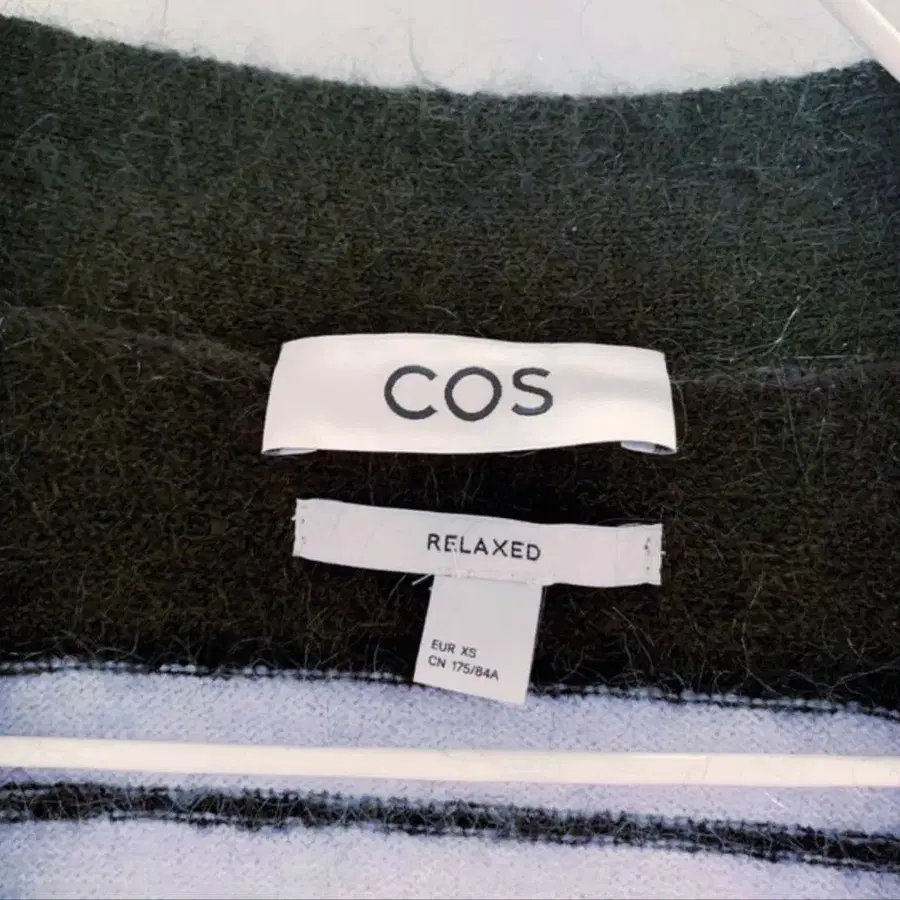 COS
RELAXED
EUR XS
CN 175/84A